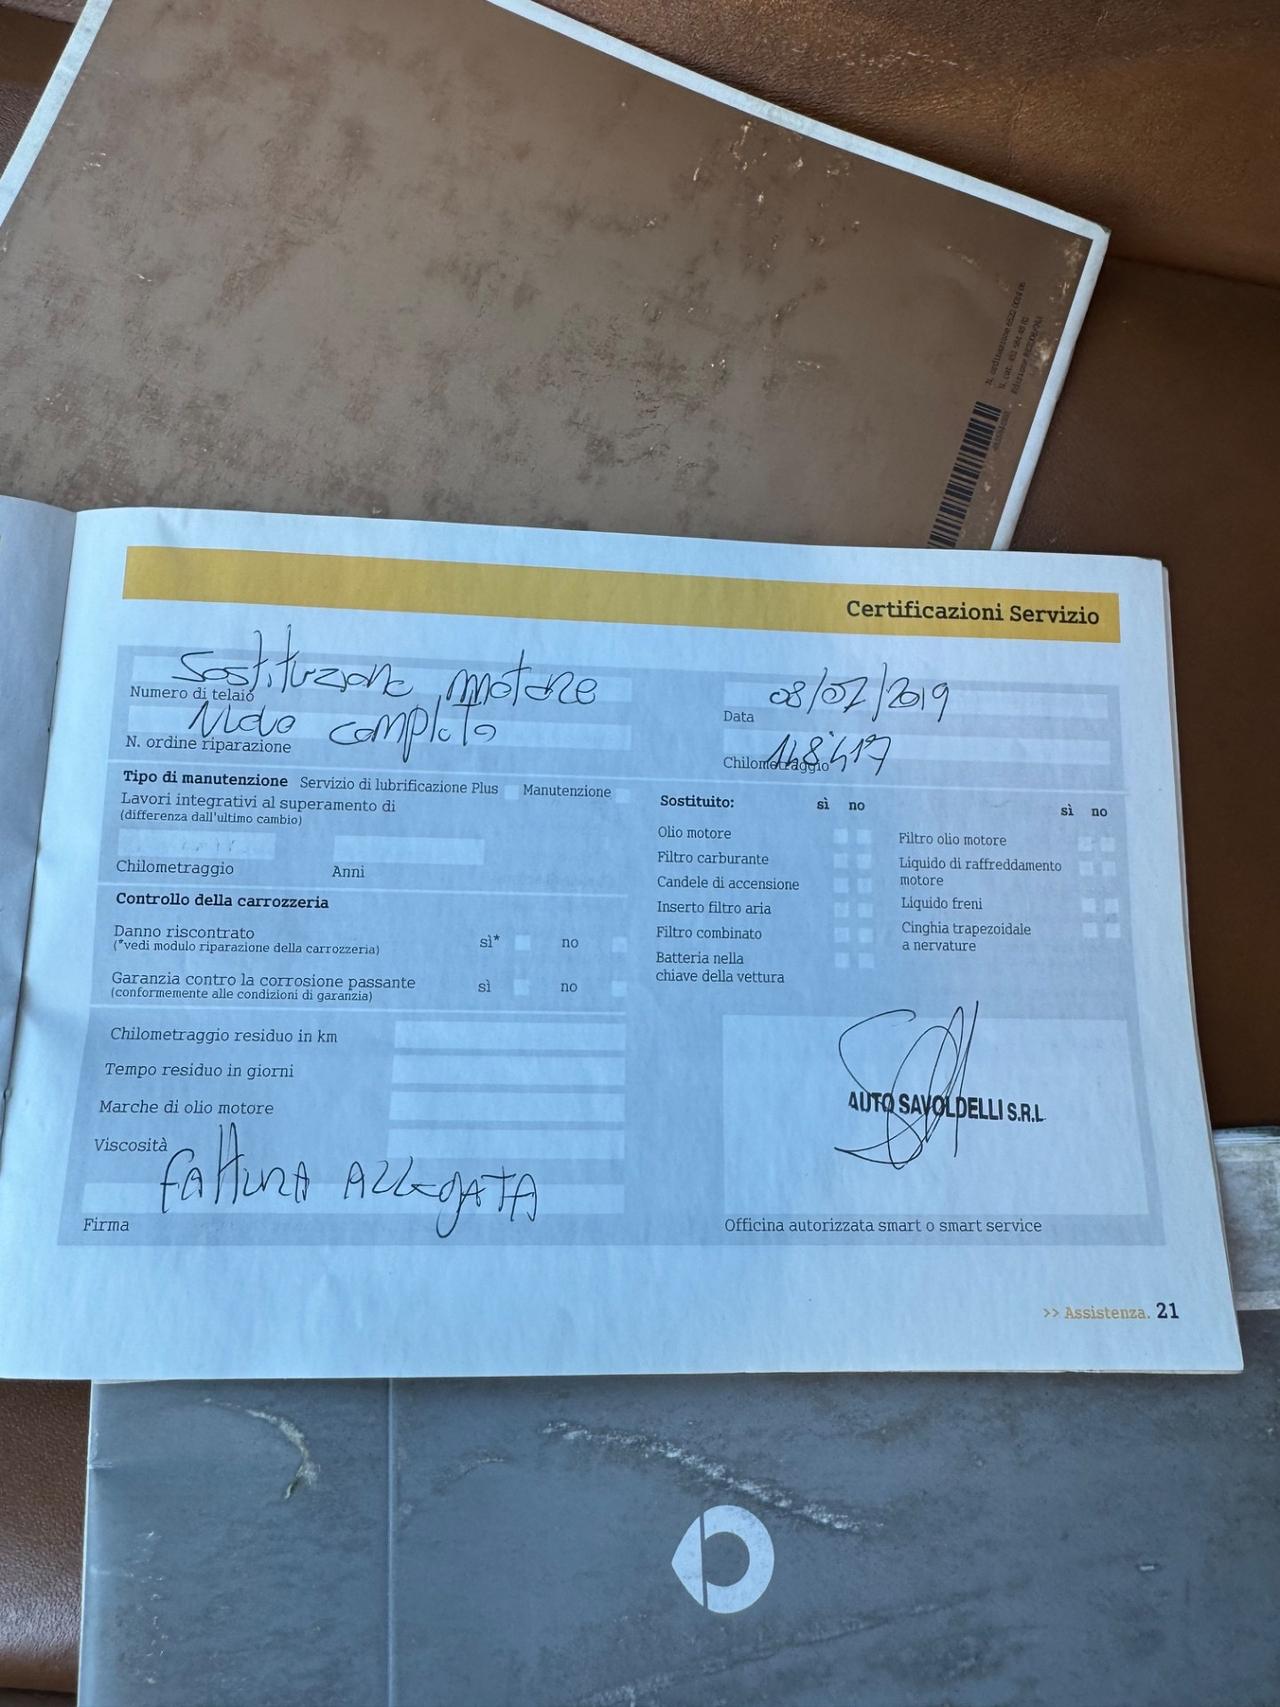 Certificazioni Servizio
Sostituzione motore
Numero di telaio
Nuovo completo
N. ordine riparazione
08/07/2019
Data
148'417
Chilometraggio
Tipo di manutenzione Servizio di lubrificazione Plus Manutenzione
Lavori integrativi al superamento di
(differenza dall'ultimo cambio)
Chilometraggio Anni
Controllo della carrozzeria
Danno riscontrato sì* no
(*vedi modulo riparazione della carrozzeria)
Garanzia contro la corrosione passante sì no
(conformemente alle condizioni di garanzia)
Chilometraggio residuo in km
Tempo residuo in giorni
Marche di olio motore
Viscosità
Fattura ALLEgATA
Firma
Sostituito: sì no sì no
Olio motore
Filtro carburante
Candele di accensione
Inserto filtro aria
Filtro combinato
Batteria nella
chiave della vettura
Filtro olio motore
Liquido di raffreddamento
motore
Liquido freni
Cinghia trapezoidale
a nervature
AUTO SAVOLDELLI S.R.L
Officina autorizzata smart o smart service
>> Assistenza. 21